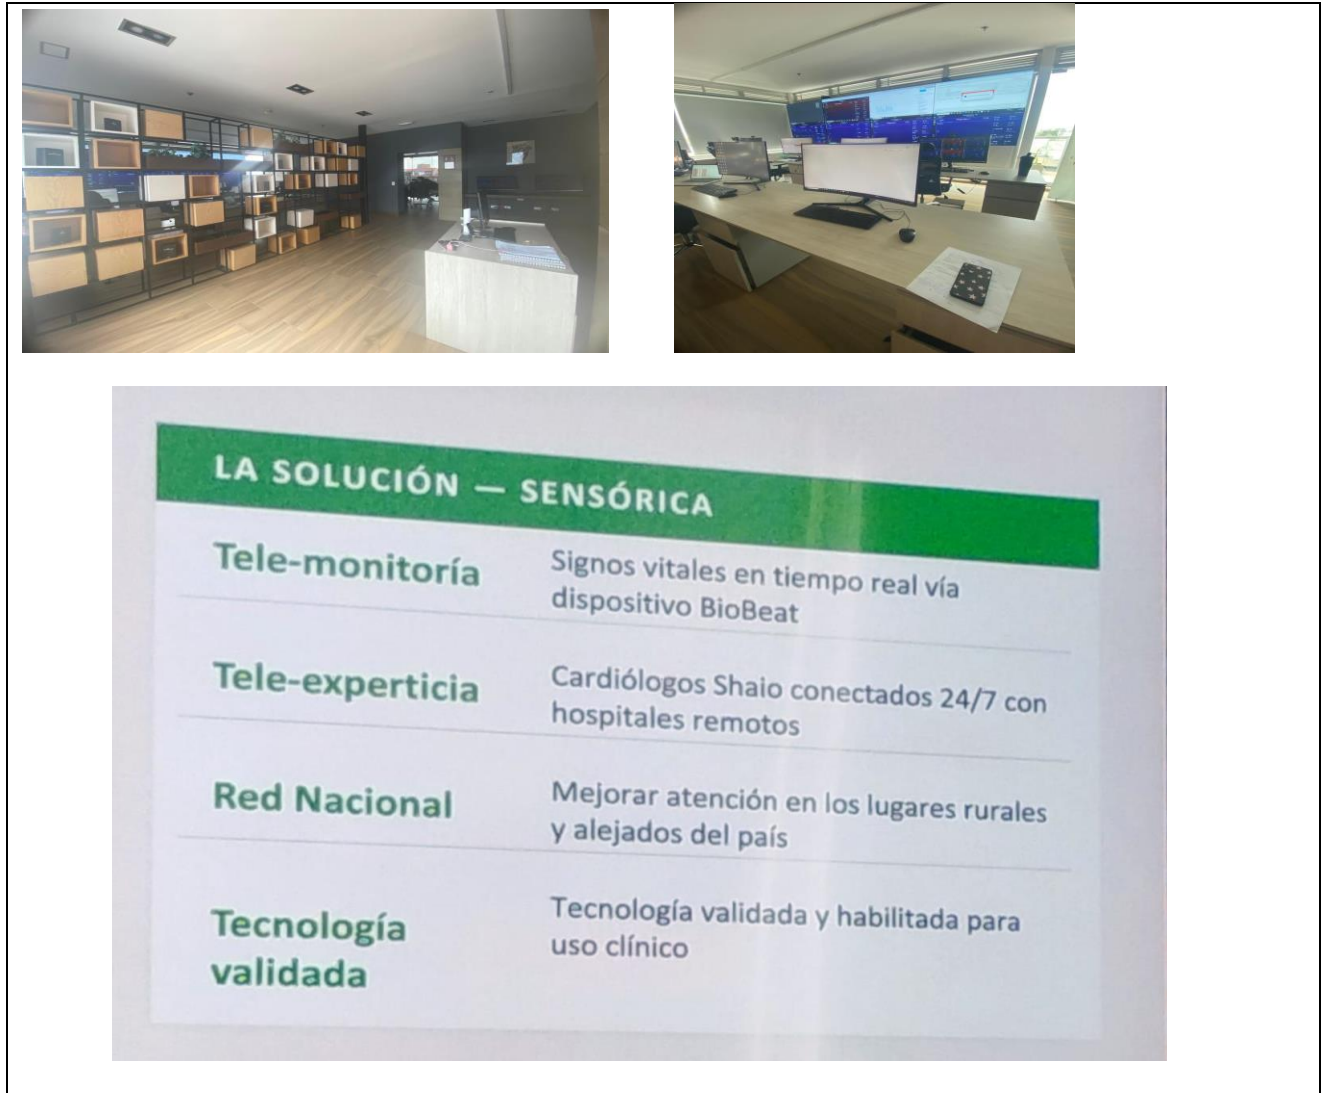 LA SOLUCIÓN — SENSÓRICA
Tele-monitoría
Signos vitales en tiempo real vía
dispositivo BioBeat
Tele-experticia
Cardiólogos Shaio conectados 24/7 con
hospitales remotos
Red Nacional
Mejorar atención en los lugares rurales
y alejados del país
Tecnología
validada
Tecnología validada y habilitada para
uso clínico